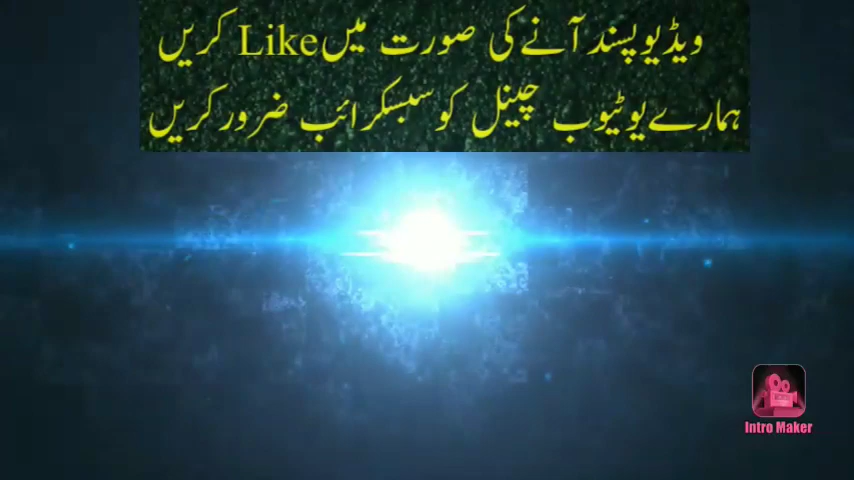 ویڈیو پسند آنے کی صورت میں Like کریں
ہمارے یوٹیوب چینل کو سبسکرائب ضرور کریں
Intro Maker